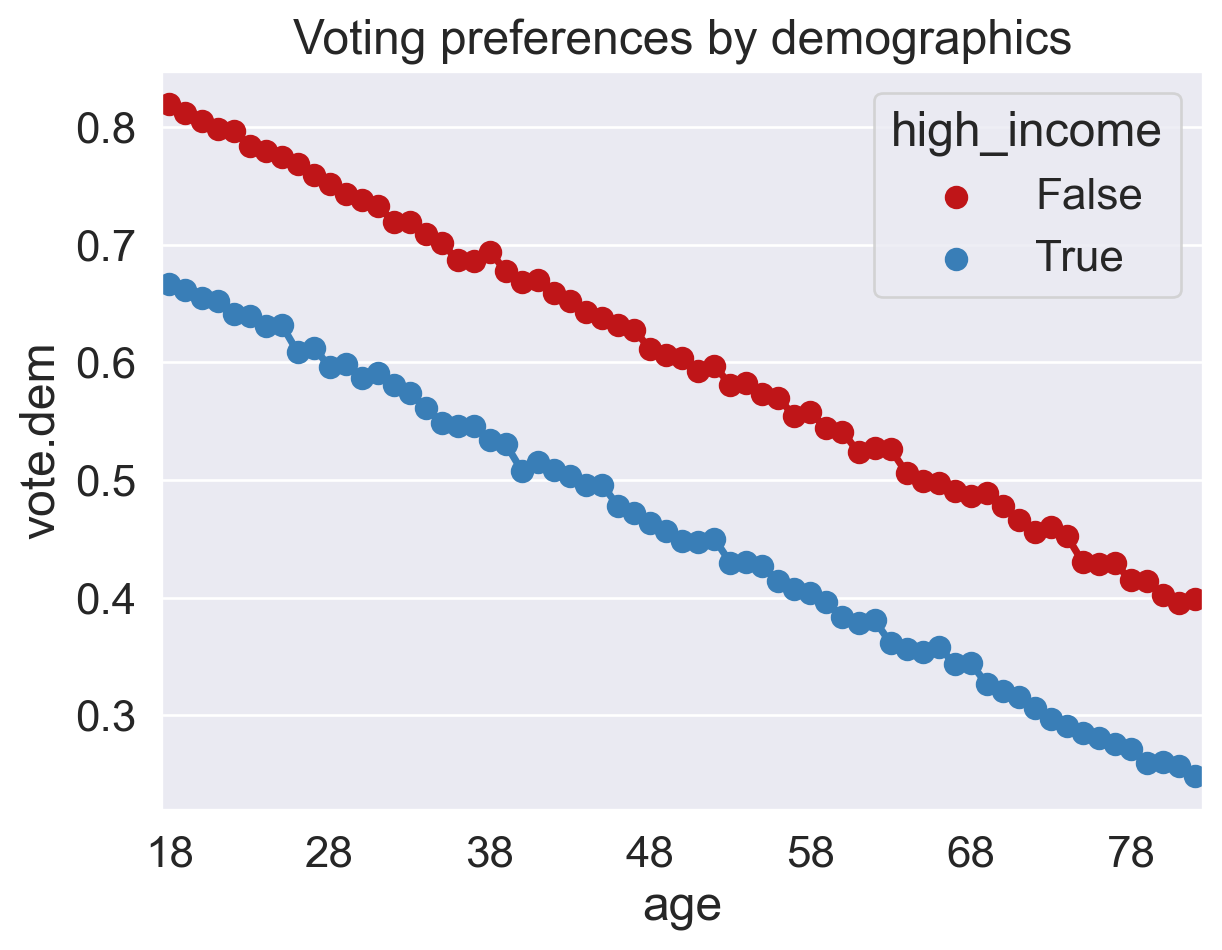 Voting preferences by demographics
high_income
False
True
0.8
0.7
0.6
0.5
0.4
0.3
vote.dem
18 28 38 48 58 68 78
age